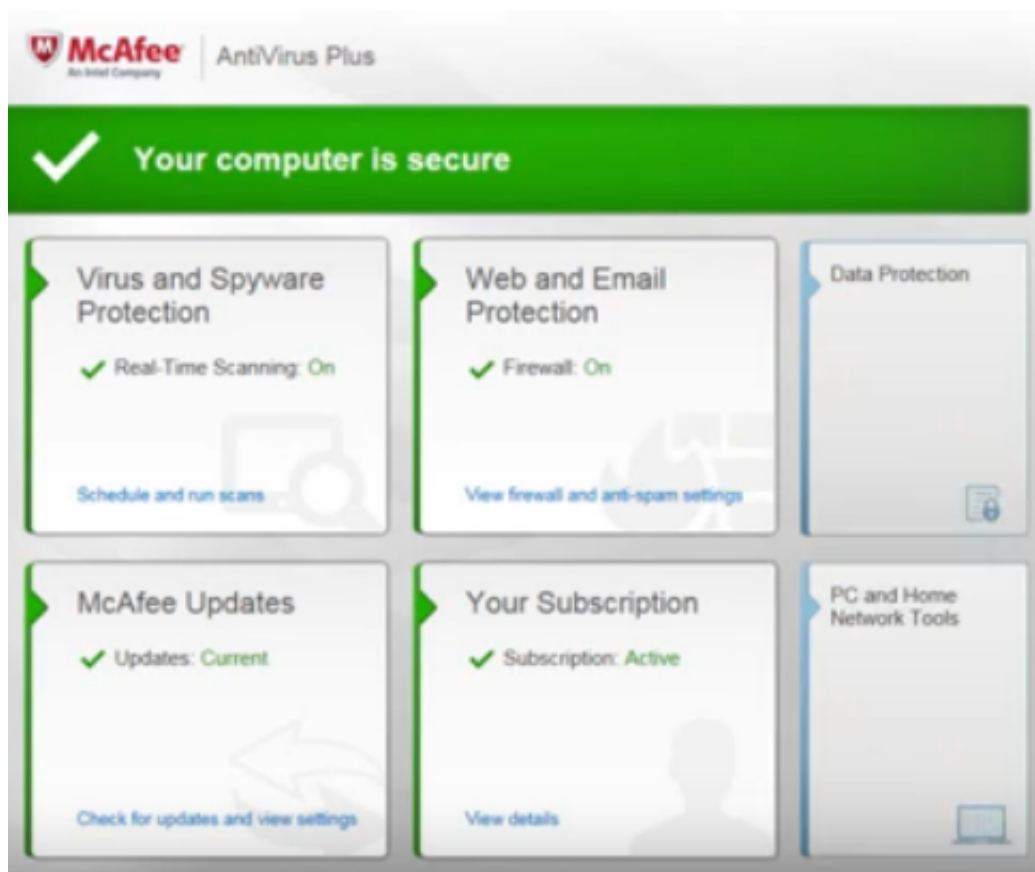 McAfee
An Intel Company
AntiVirus Plus
Your computer is secure
Virus and Spyware
Protection
Real-Time Scanning: On
Schedule and run scans
Web and Email
Protection
Firewall: On
View firewall and anti-spam settings
Data Protection
McAfee Updates
Updates: Current
Check for updates and view settings
Your Subscription
Subscription: Active
View details
PC and Home
Network Tools